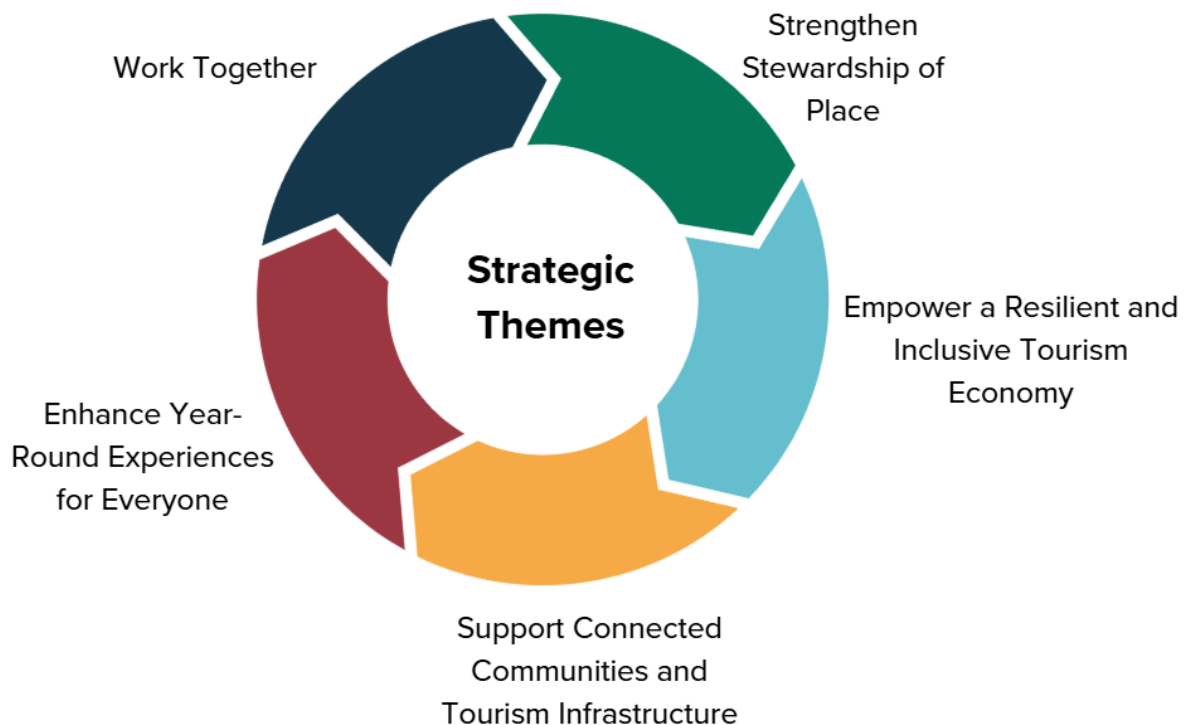 Strategic
Themes
Strengthen
Stewardship of
Place
Empower a Resilient and
Inclusive Tourism
Economy
Support Connected
Communities and
Tourism Infrastructure
Enhance Year-
Round Experiences
for Everyone
Work Together